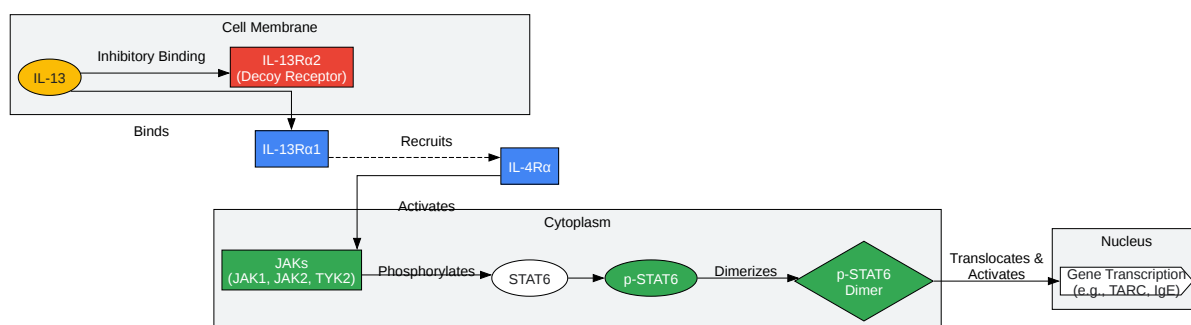 Cell Membrane
Inhibitory Binding
IL-13Rα2
(Decoy Receptor)
IL-13
Binds
IL-13Rα1
Recruits
IL-4Rα
Activates
Cytoplasm
JAKs
(JAK1, JAK2, TYK2)
Phosphorylates
STAT6
p-STAT6
Dimerizes
p-STAT6
Dimer
Translocates &
Activates
Nucleus
Gene Transcription
(e.g., TARC, IgE)